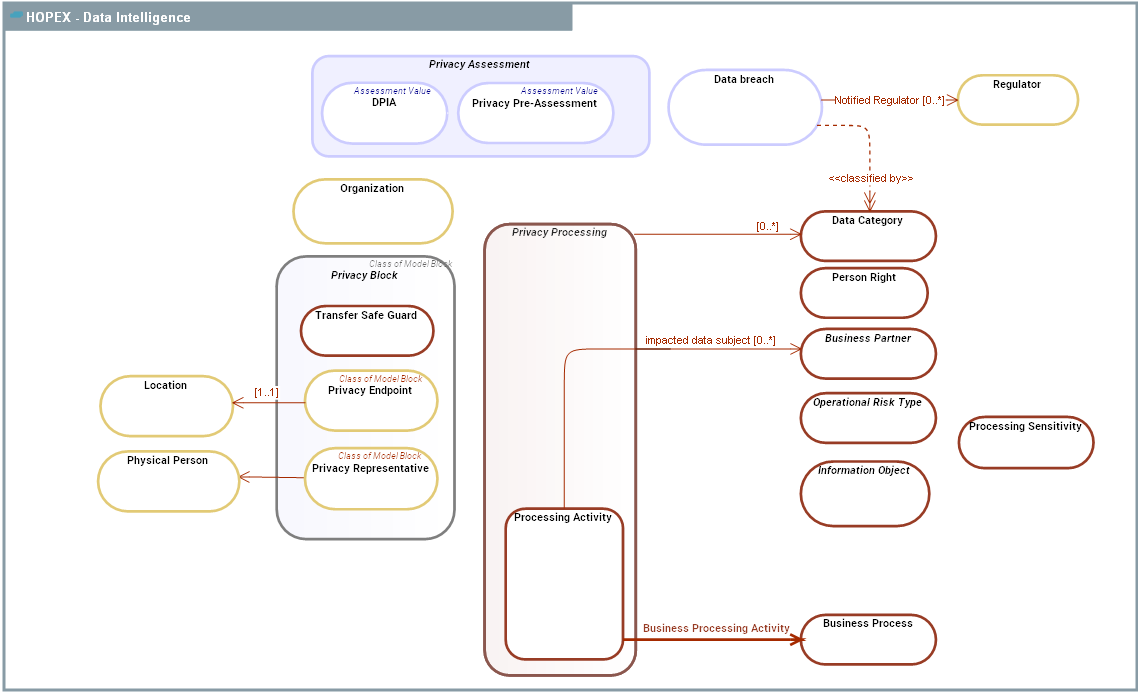 HOPEX - Data Intelligence
Privacy Assessment
Assessment Value
DPIA
Assessment Value
Privacy Pre-Assessment
Data breach
Notified Regulator [0..*]
Regulator
<<classified by>>
Organization
Privacy Processing
[0..*]
Data Category
Class of Model Block
Privacy Block
Person Right
Transfer Safe Guard
impacted data subject [0..*]
Business Partner
Location
[1..1]
Class of Model Block
Privacy Endpoint
Operational Risk Type
Processing Sensitivity
Physical Person
Class of Model Block
Privacy Representative
Information Object
Processing Activity
Business Processing Activity
Business Process